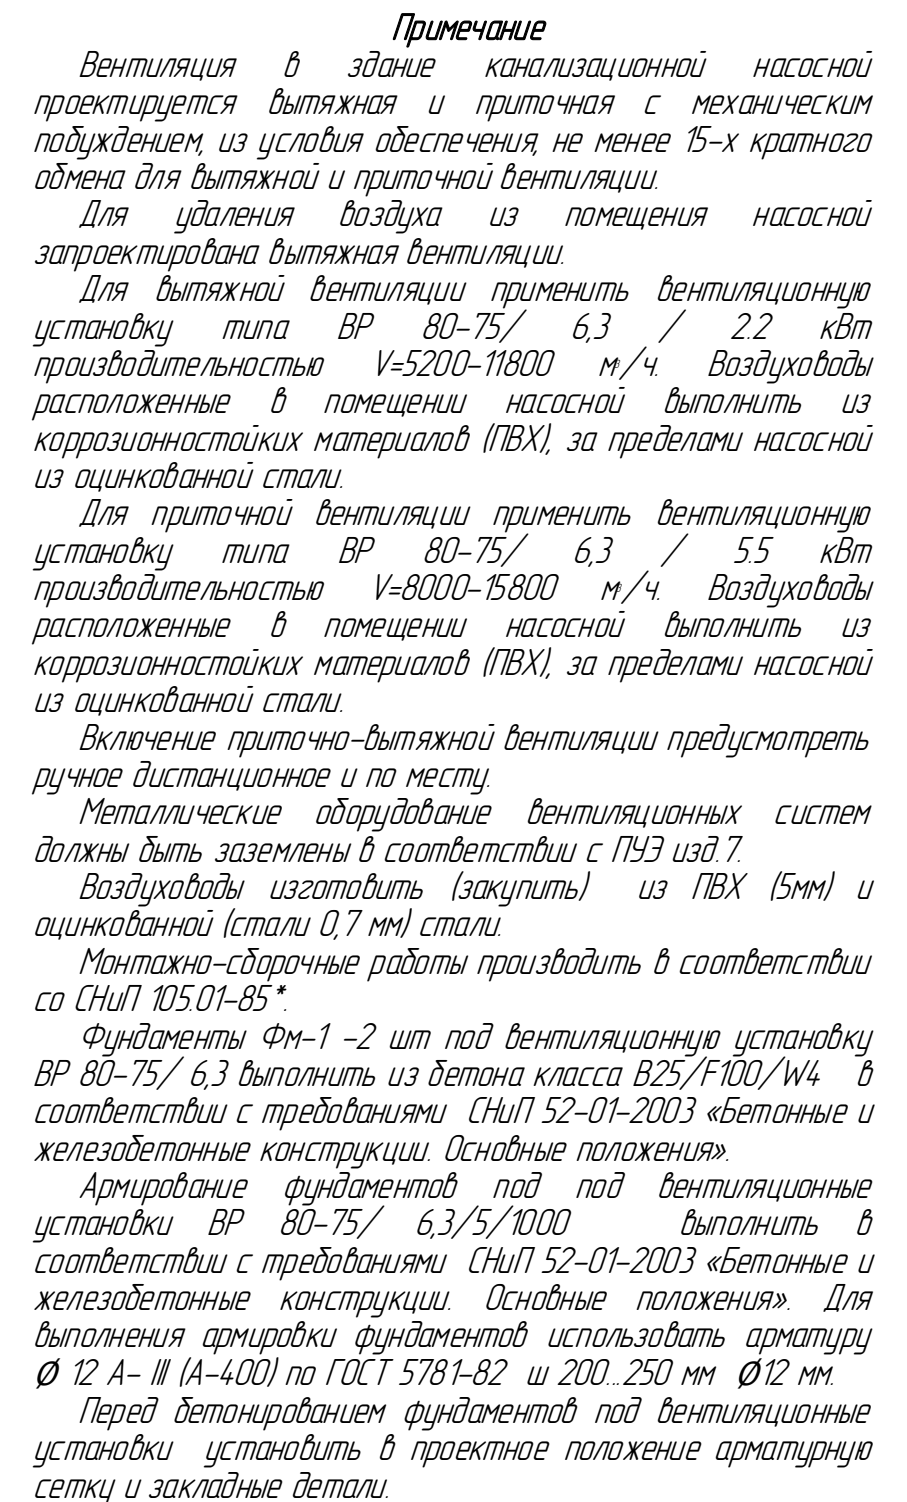 Примечание
Вентиляция в здание канализационной насосной
проектируется вытяжная и приточная с механическим
побуждением, из условия обеспечения, не менее 15-х кратного
обмена для вытяжной и приточной вентиляции.
Для удаления воздуха из помещения насосной
запроектирована вытяжная вентиляции.
Для вытяжной вентиляции применить вентиляционную
установку типа ВР 80-75/ 6,3 / 2.2 кВт
производительностью V=5200-11800 м³/ч. Воздуховоды
расположенные в помещении насосной выполнить из
коррозионностойких материалов (ПВХ), за пределами насосной
из оцинкованной стали.
Для приточной вентиляции применить вентиляционную
установку типа ВР 80-75/ 6,3 / 5.5 кВт
производительностью V=8000-15800 м³/ч. Воздуховоды
расположенные в помещении насосной выполнить из
коррозионностойких материалов (ПВХ), за пределами насосной
из оцинкованной стали.
Включение приточно-вытяжной вентиляции предусмотреть
ручное дистанционное и по месту.
Металлические оборудование вентиляционных систем
должны быть заземлены в соответствии с ПУЭ изд.7.
Воздуховоды изготовить (закупить) из ПВХ (5мм) и
оцинкованной (стали 0,7 мм) стали.
Монтажно-сборочные работы производить в соответствии
со СНиП 105.01-85*.
Фундаменты Фм-1 -2 шт под вентиляционную установку
ВР 80-75/ 6,3 выполнить из бетона класса В25/F100/W4 в
соответствии с требованиями СНиП 52-01-2003 «Бетонные и
железобетонные конструкции. Основные положения».
Армирование фундаментов под под вентиляционные
установки ВР 80-75/ 6,3/5/1000 выполнить в
соответствии с требованиями СНиП 52-01-2003 «Бетонные и
железобетонные конструкции. Основные положения». Для
выполнения армировки фундаментов использовать арматуру
Ø 12 А- III (А-400) по ГОСТ 5781-82 ш 200...250 мм Ø12 мм.
Перед бетонированием фундаментов под вентиляционные
установки установить в проектное положение арматурную
сетку и закладные детали.